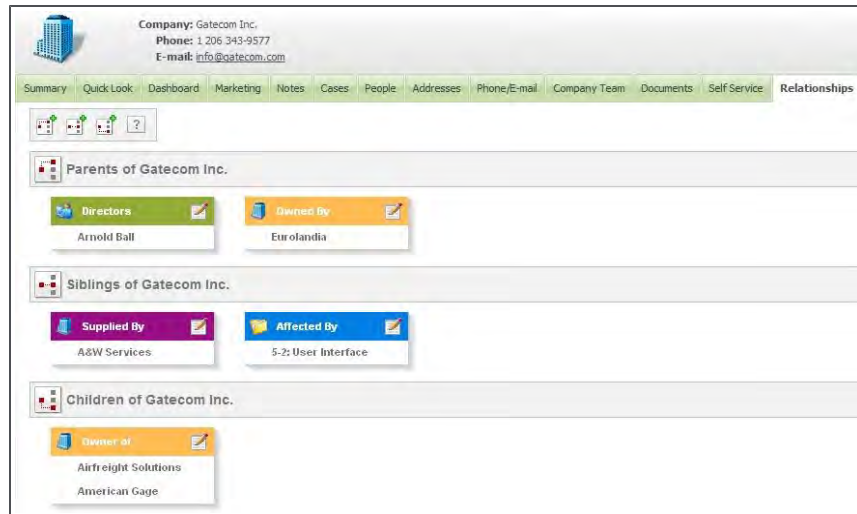 Company: Gatecom Inc.
Phone: 1 206 343-9577
E-mail: info@gatecom.com
Summary Quick Look Dashboard Marketing Notes Cases People Addresses Phone/E-mail Company Team Documents Self Service Relationships
?
Parents of Gatecom Inc.
Directors Owned By
Arnold Ball Eurolandia
Siblings of Gatecom Inc.
Supplied By Affected By
A&W Services 5-2: User Interface
Children of Gatecom Inc.
Owner of
Airfreight Solutions
American Gage